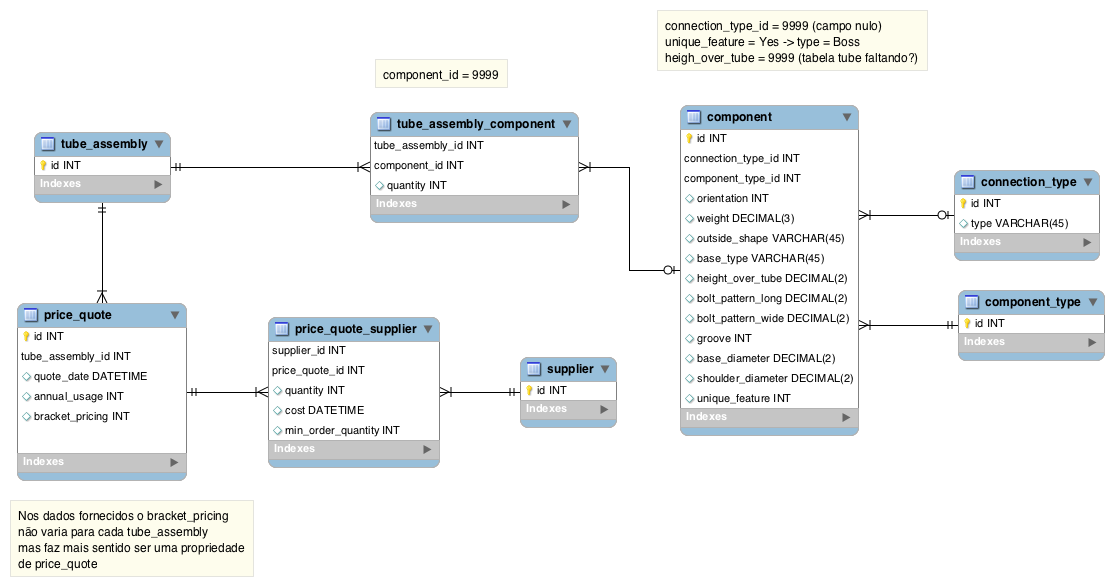 connection_type_id = 9999 (campo nulo)
unique_feature = Yes -> type = Boss
heigh_over_tube = 9999 (tabela tube faltando?)
component_id = 9999
tube_assembly
id INT
Indexes
tube_assembly_component
tube_assembly_id INT
component_id INT
quantity INT
Indexes
component
id INT
connection_type_id INT
component_type_id INT
orientation INT
weight DECIMAL(3)
outside_shape VARCHAR(45)
base_type VARCHAR(45)
height_over_tube DECIMAL(2)
bolt_pattern_long DECIMAL(2)
bolt_pattern_wide DECIMAL(2)
groove INT
base_diameter DECIMAL(2)
shoulder_diameter DECIMAL(2)
unique_feature INT
Indexes
connection_type
id INT
type VARCHAR(45)
Indexes
component_type
id INT
Indexes
price_quote
id INT
tube_assembly_id INT
quote_date DATETIME
annual_usage INT
bracket_pricing INT
Indexes
price_quote_supplier
supplier_id INT
price_quote_id INT
quantity INT
cost DATETIME
min_order_quantity INT
Indexes
supplier
id INT
Indexes
Nos dados fornecidos o bracket_pricing
não varia para cada tube_assembly
mas faz mais sentido ser uma propriedade
de price_quote